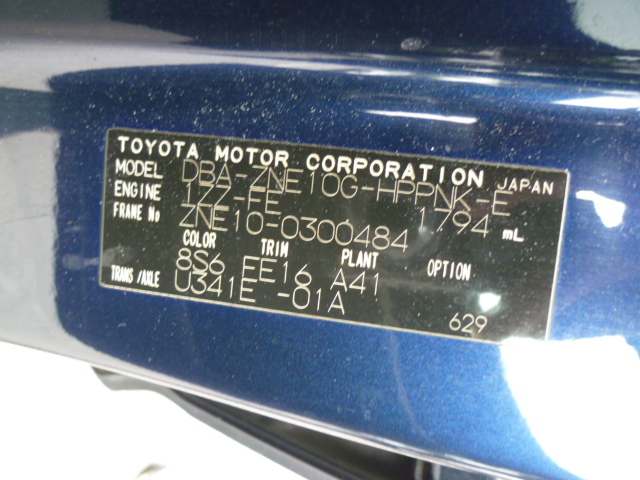 TOYOTA MOTOR CORPORATION JAPAN
MODEL DBA-ZNE10G-HPPNK-E
ENGINE 1ZZ-FE 1794 mL
FRAME No ZNE10-0300484
COLOR TRIM PLANT OPTION
8S6 FE16 A41
TRANS/AXLE U341E -01A
629